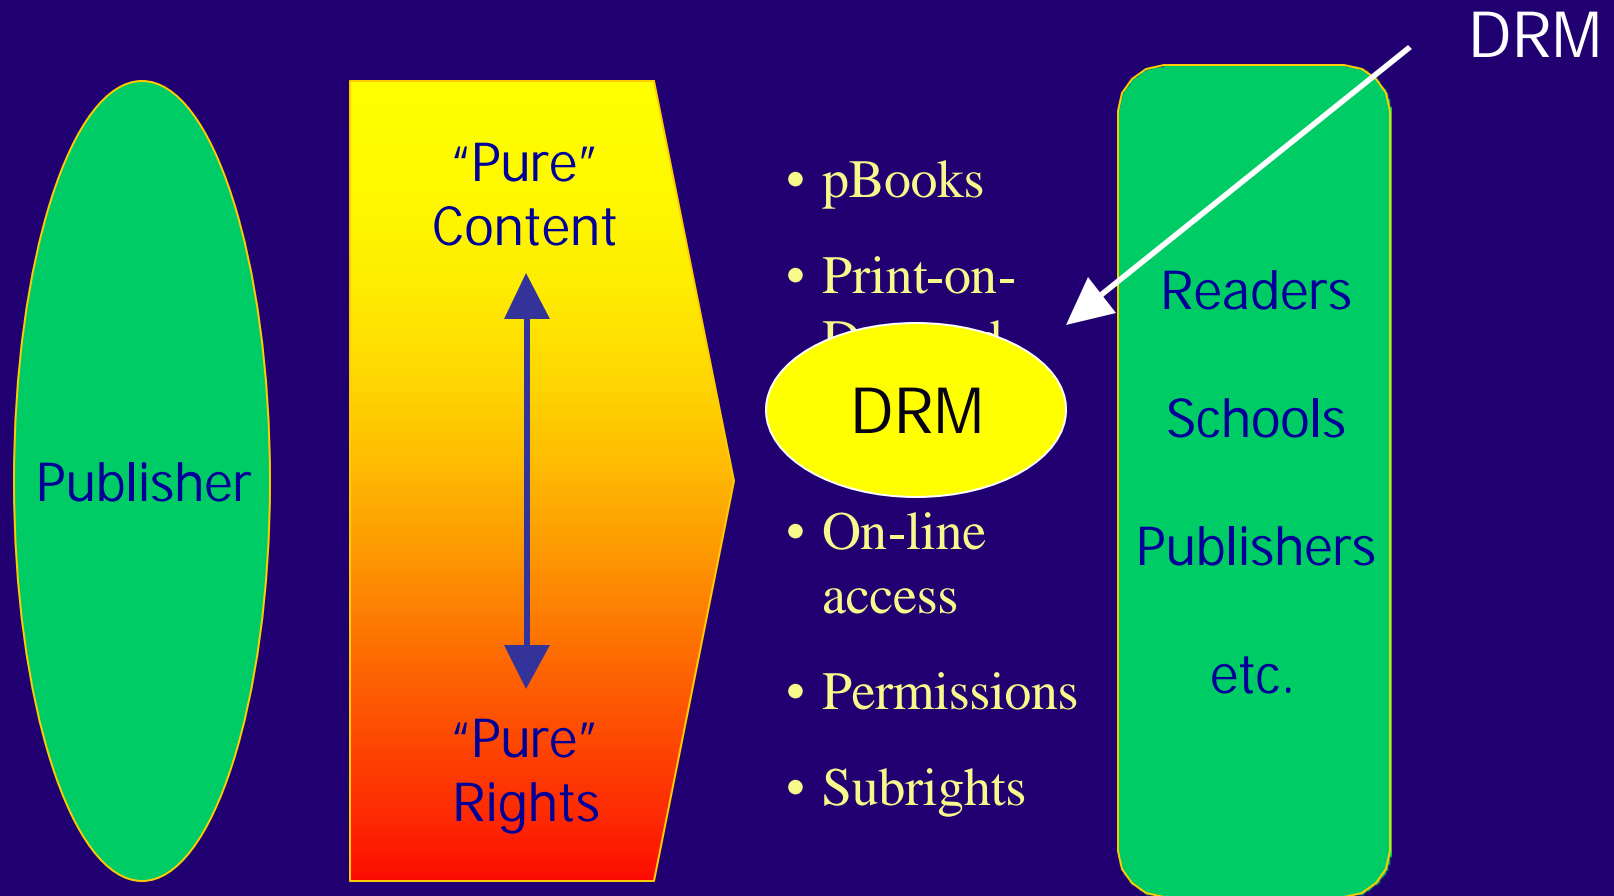 DRM
Publisher
“Pure”
Content
“Pure”
Rights
• pBooks
• Print-on-
DRM
• On-line
access
• Permissions
• Subrights
Readers
Schools
Publishers
etc.